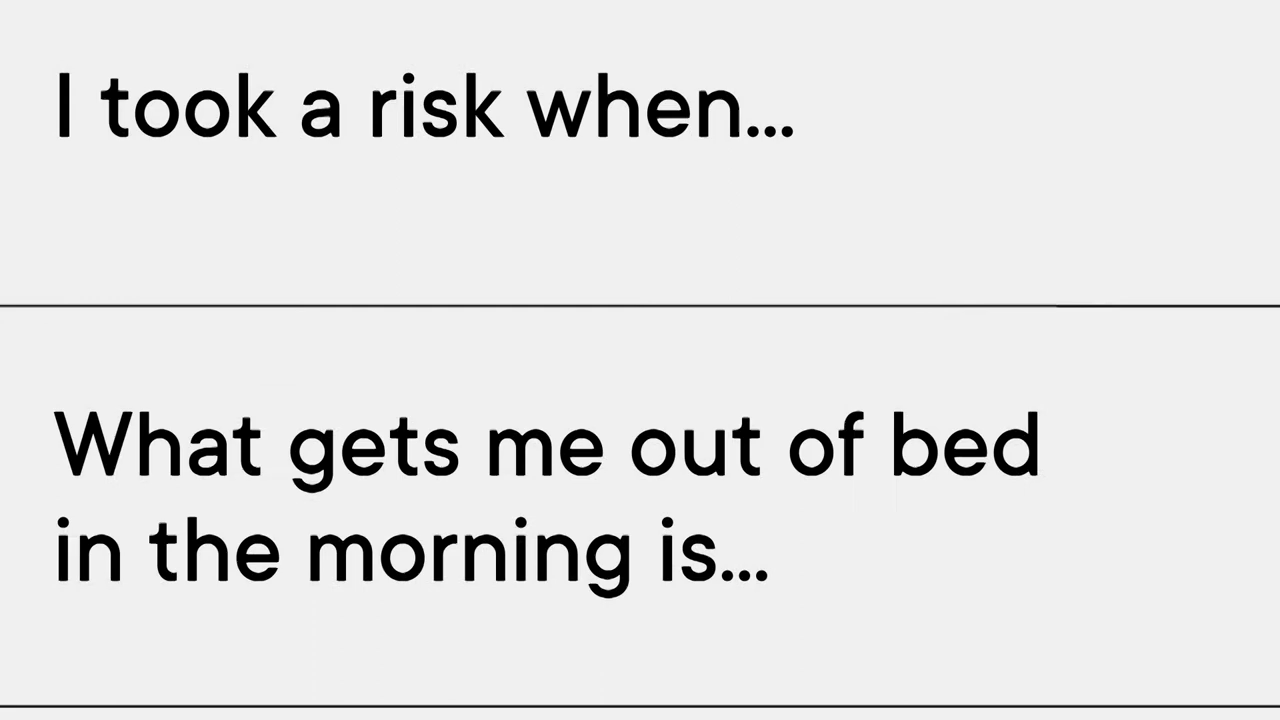 I took a risk when...
What gets me out of bed
in the morning is...